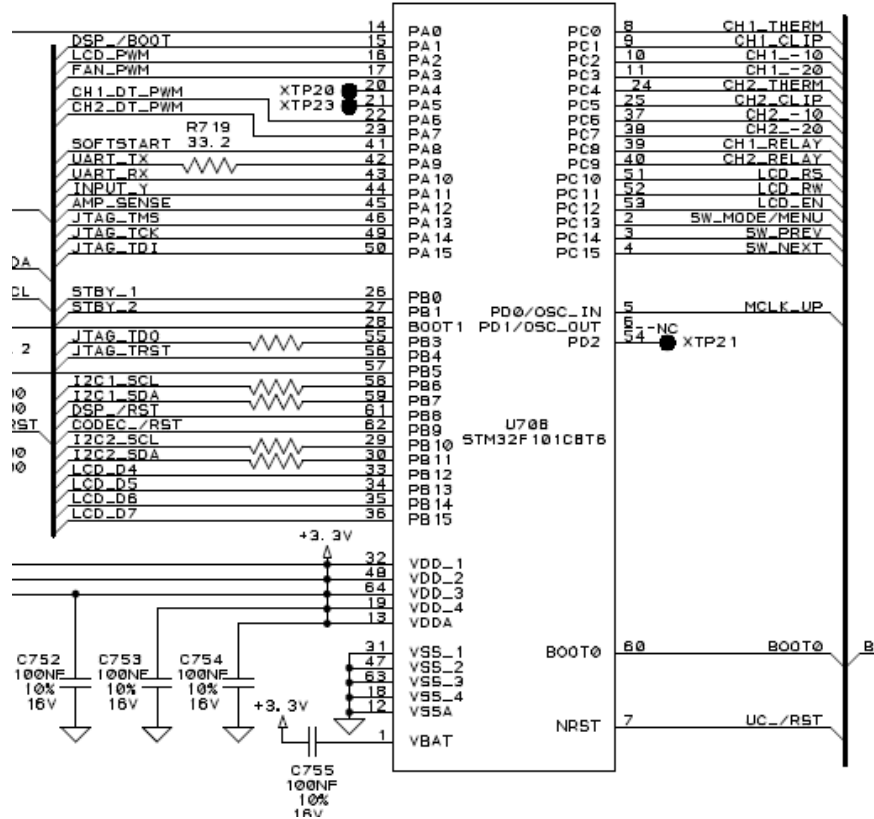 14 PA0 PC0 8 CH1_THERM
DSP_/BOOT 15 PA1 PC1 9 CH1_CLIP
LCD_PWM 16 PA2 PC2 10 CH1_-10
FAN_PWM 17 PA3 PC3 11 CH1_-20
XTP20 20 PA4 PC4 24 CH2_THERM
CH1_DT_PWM XTP23 21 PA5 PC5 25 CH2_CLIP
CH2_DT_PWM 22 PA6 PC6 37 CH2_-10
23 PA7 PC7 38 CH2_-20
R719
33.2
SOFTSTART 41 PA8 PC8 39 CH1_RELAY
UART_TX 42 PA9 PC9 40 CH2_RELAY
UART_RX 43 PA10 PC10 51 LCD_RS
INPUT_Y 44 PA11 PC11 52 LCD_RW
AMP_SENSE 45 PA12 PC12 53 LCD_EN
JTAG_TMS 46 PA13 PC13 2 SW_MODE/MENU
JTAG_TCK 49 PA14 PC14 3 SW_PREV
JTAG_TDI 50 PA15 PC15 4 SW_NEXT
DA
CL
STBY_1 26 PB0
STBY_2 27 PB1 PD0/OSC_IN 5 MCLK_UP
28 BOOT1 PD1/OSC_OUT 6 --NC
JTAG_TDO 55 PB3 PD2 54 XTP21
. 2
JTAG_TRST 56 PB4
57 PB5
I2C1_SCL 58 PB6
00
I2C1_SDA 59 PB7
00
DSP_/RST 61 PB8
RST
CODEC_/RST 62 PB9
U708
I2C2_SCL 29 PB10
STM32F101CBT6
00
I2C2_SDA 30 PB11
00
LCD_D4 33 PB12
LCD_D5 34 PB13
LCD_D6 35 PB14
LCD_D7 36 PB15
+3.3V
32 VDD_1
48 VDD_2
64 VDD_3
19 VDD_4
13 VDDA
31 VSS_1 BOOT0 60 BOOT0 B
47 VSS_2
63 VSS_3
18 VSS_4
12 VSSA
C752 C753 C754
100NF 100NF 100NF
10% 10% 10%
16V 16V 16V
+3.3V
NRST 7 UC_/RST
1 VBAT
C755
100NF
10%
16V